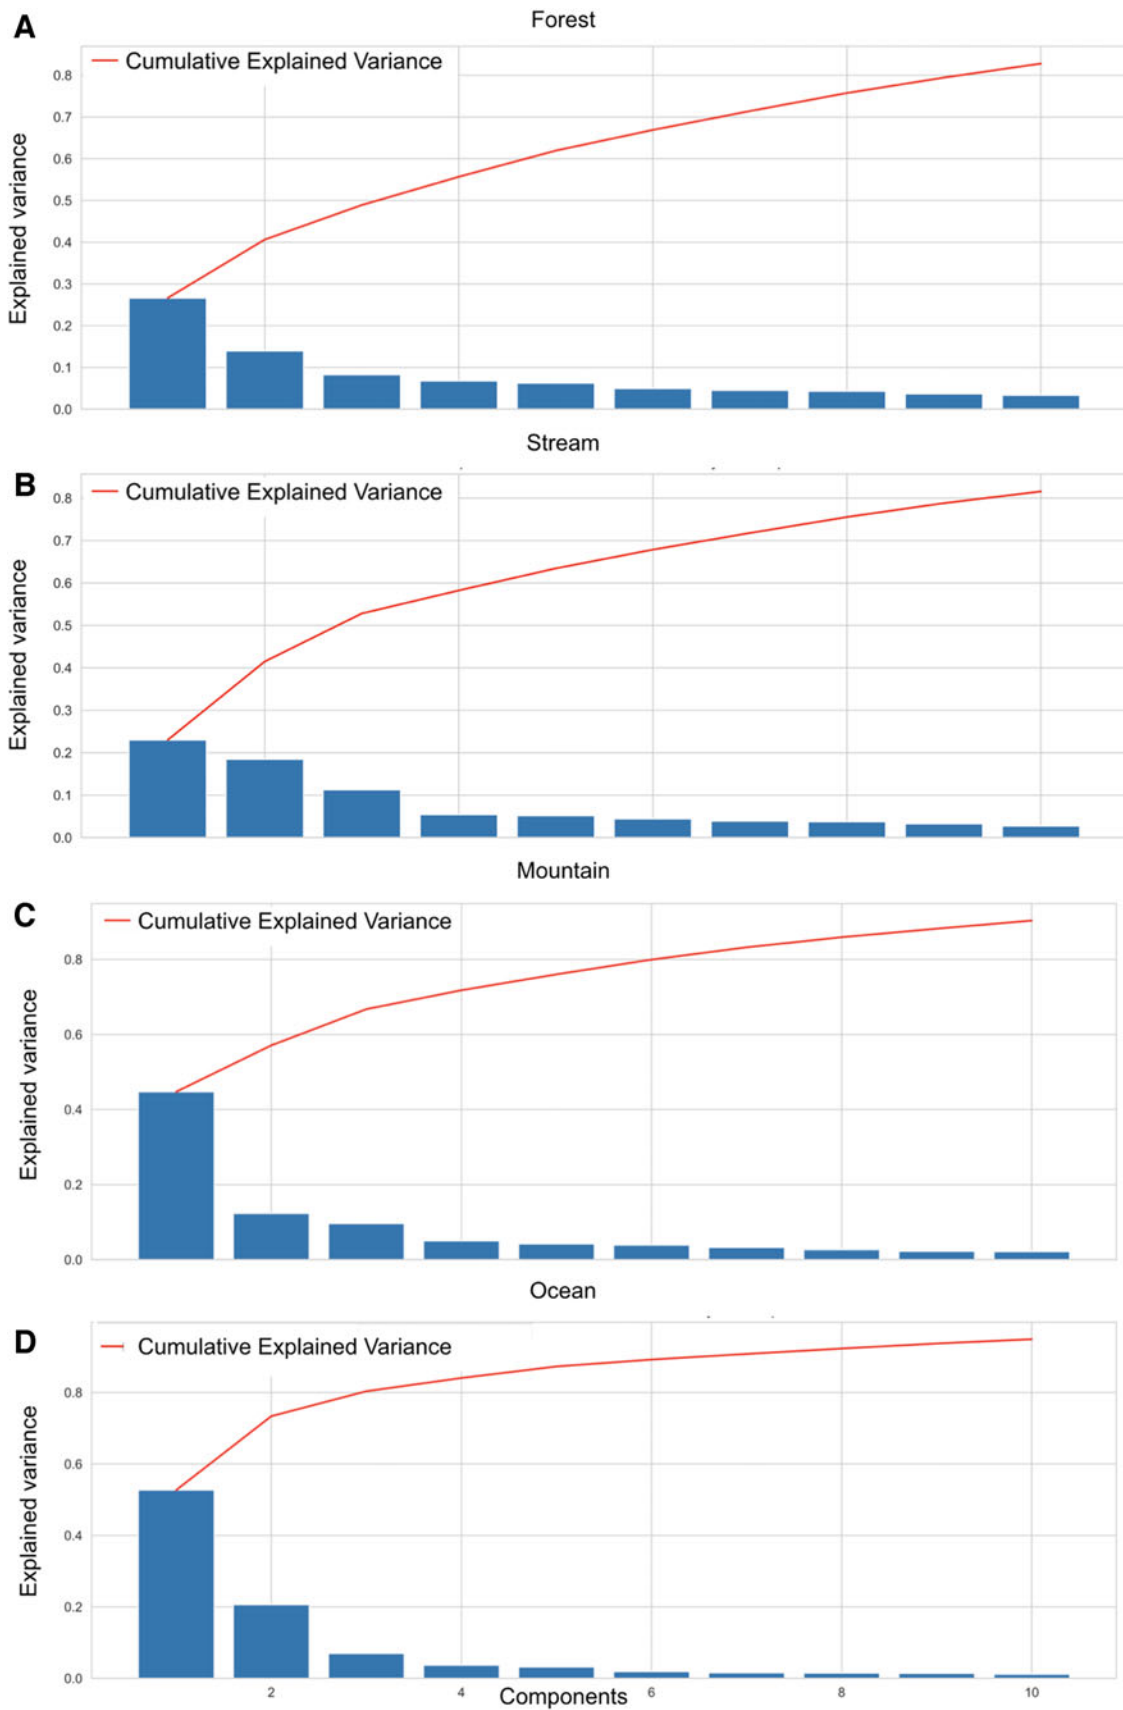 A
Forest
Cumulative Explained Variance
Explained variance
0.8
0.7
0.6
0.5
0.4
0.3
0.2
0.1
0.0
Stream
B
Cumulative Explained Variance
Explained variance
0.8
0.7
0.6
0.5
0.4
0.3
0.2
0.1
0.0
Mountain
C
Cumulative Explained Variance
Explained variance
0.8
0.6
0.4
0.2
0.0
Ocean
D
Cumulative Explained Variance
Explained variance
0.8
0.6
0.4
0.2
0.0
2 4 6 8 10
Components